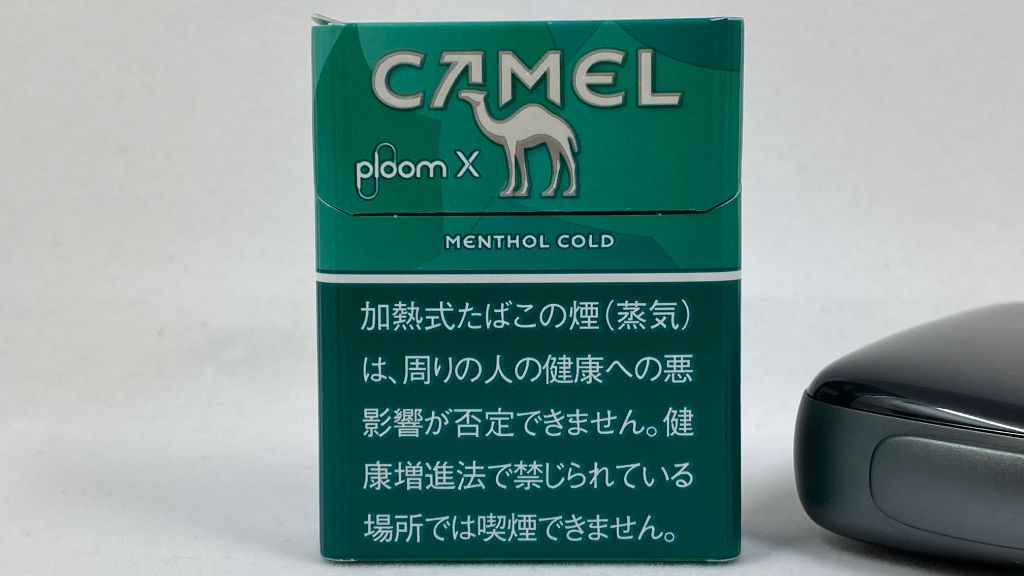 CAMEL
ploom X
MENTHOL COLD
加熱式たばこの煙(蒸気)
は、周りの人の健康への悪
影響が否定できません。健
康増進法で禁じられている
場所では喫煙できません。